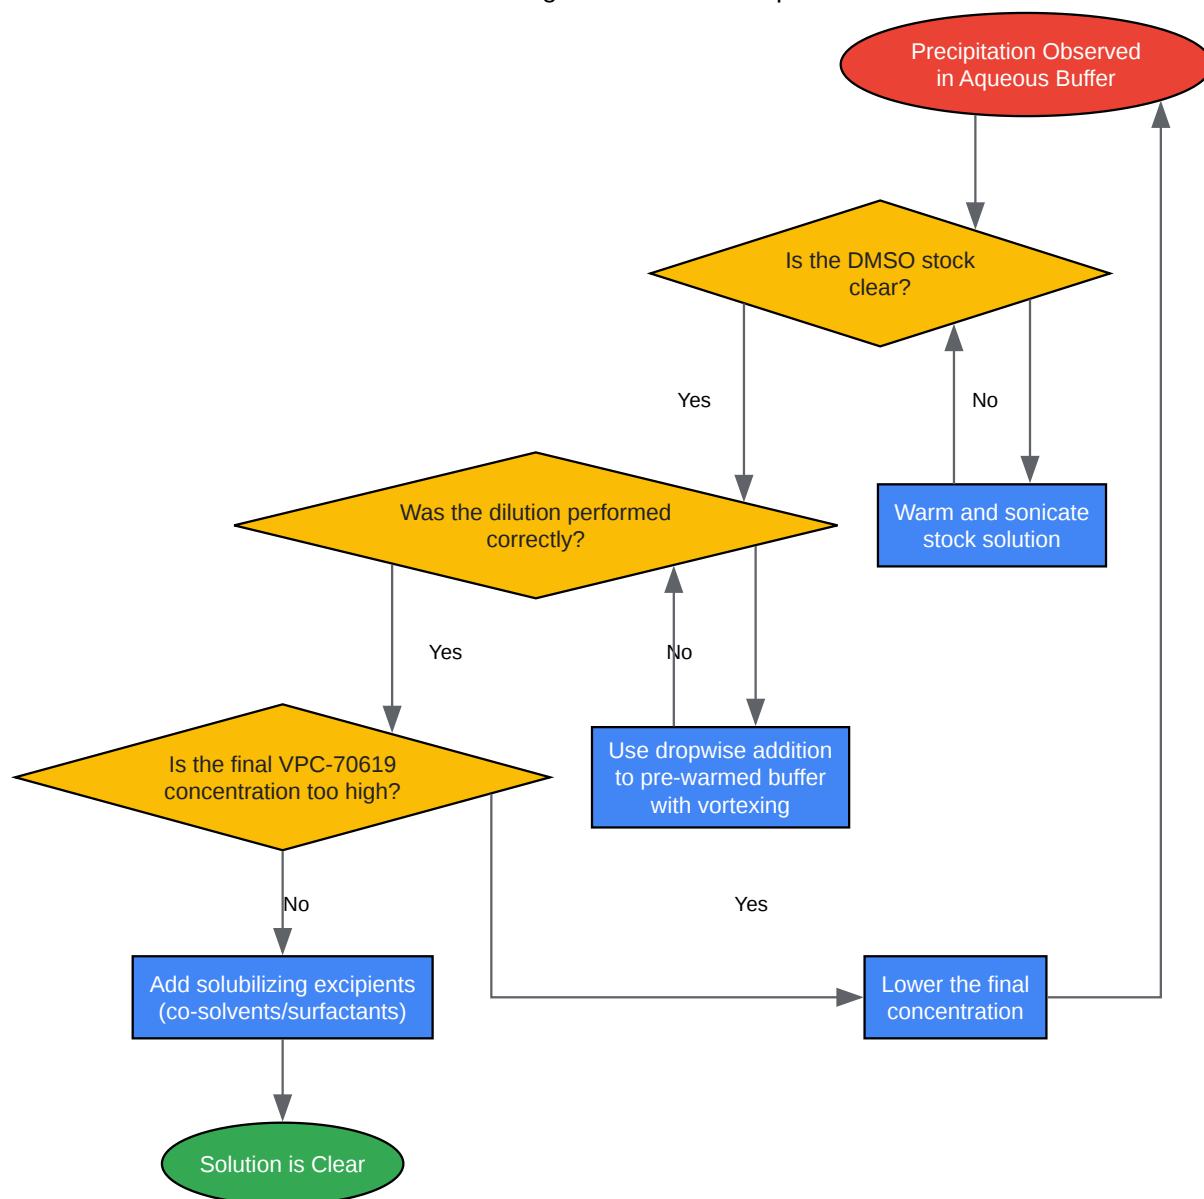 Precipitation Observed
in Aqueous Buffer
Is the DMSO stock
clear?
Yes
No
Warm and sonicate
stock solution
Was the dilution performed
correctly?
Yes
No
Use dropwise addition
to pre-warmed buffer
with vortexing
Is the final VPC-70619
concentration too high?
No
Yes
Add solubilizing excipients
(co-solvents/surfactants)
Lower the final
concentration
Solution is Clear